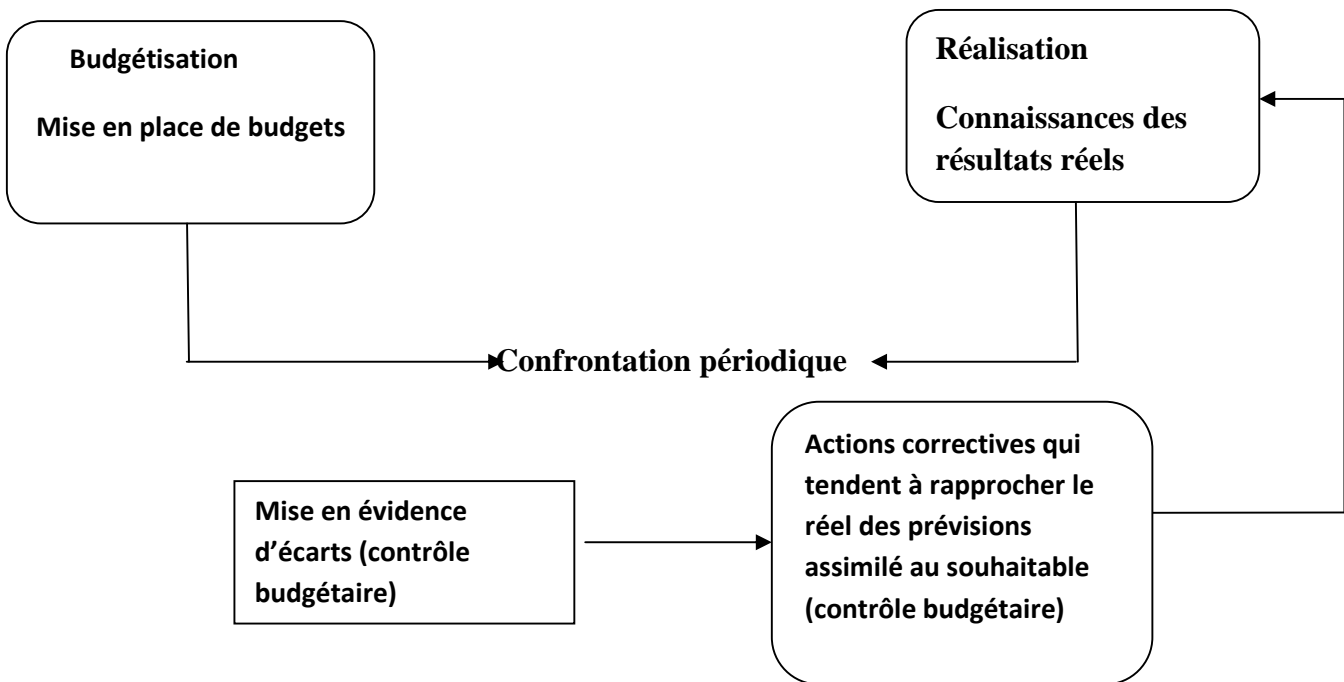 Budgétisation
Mise en place de budgets
Réalisation
Connaissances des
résultats réels
Confrontation périodique
Mise en évidence
d’écarts (contrôle
budgétaire)
Actions correctives qui
tendent à rapprocher le
réel des prévisions
assimilé au souhaitable
(contrôle budgétaire)